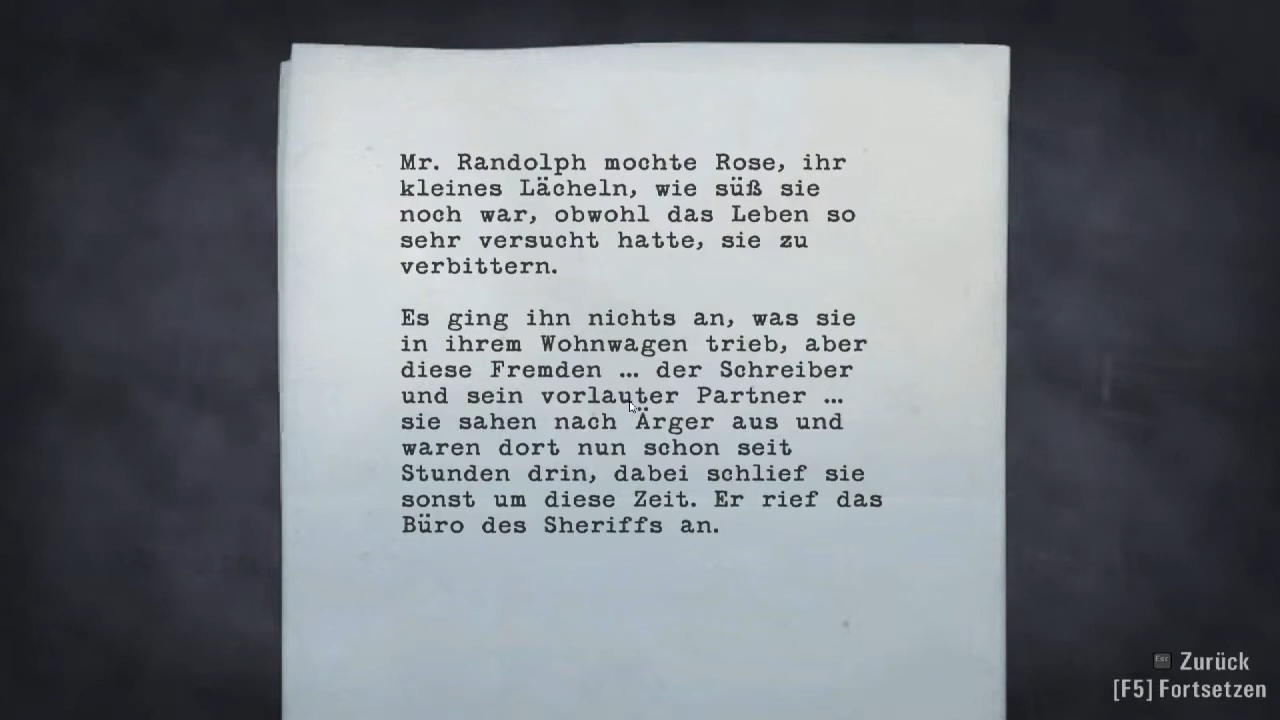 Mr. Randolph mochte Rose, ihr
kleines Lächeln, wie süß sie
noch war, obwohl das Leben so
sehr versucht hatte, sie zu
verbittern.
Es ging ihn nichts an, was sie
in ihrem Wohnwagen trieb, aber
diese Fremden … der Schreiber
und sein vorlauter Partner …
sie sahen nach Ärger aus und
waren dort nun schon seit
Stunden drin, dabei schlief sie
sonst um diese Zeit. Er rief das
Büro des Sheriffs an.
Esc Zurück
[F5] Fortsetzen